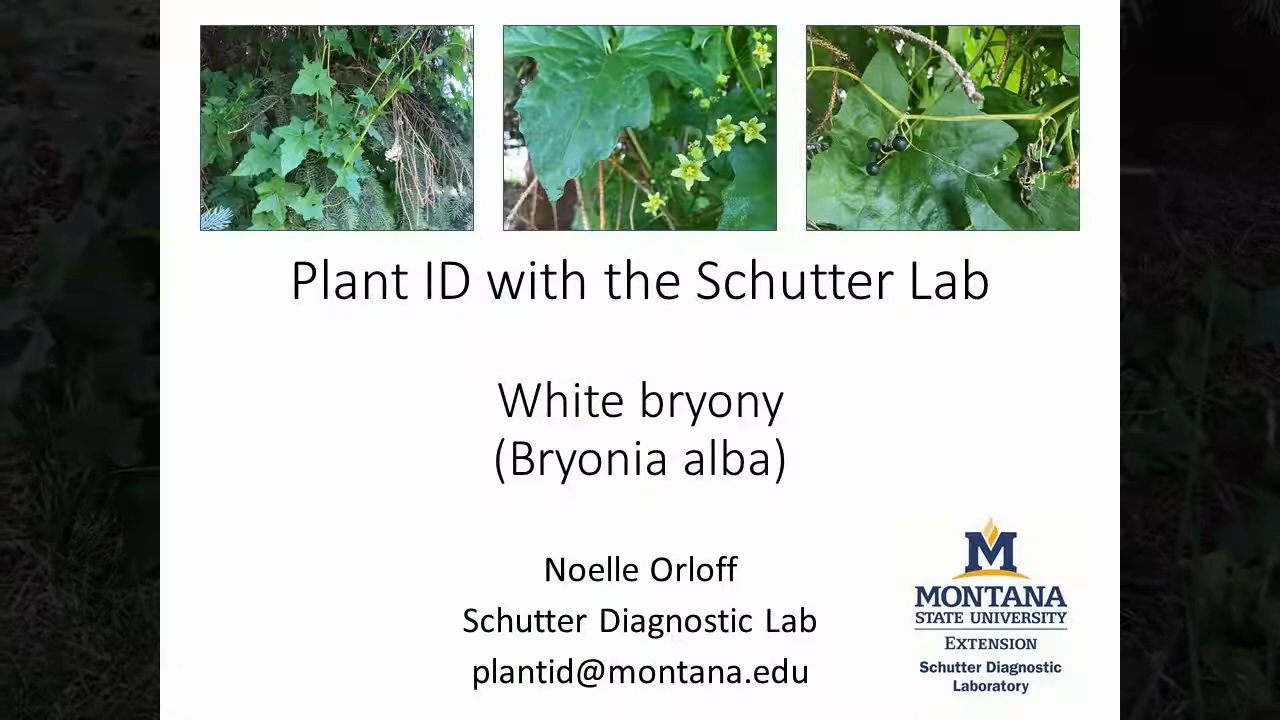 Plant ID with the Schutter Lab
White bryony
(Bryonia alba)
Noelle Orloff
Schutter Diagnostic Lab
plantid@montana.edu
M
MONTANA
STATE UNIVERSITY
EXTENSION
Schutter Diagnostic
Laboratory